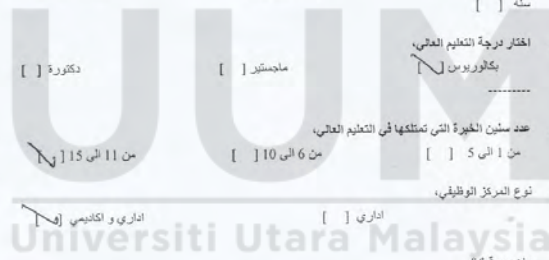 سنة [ ]
اختار درجة التعليم العالي،
بكالوريوس [✓] ماجستير [ ] دكتورة [ ]
---------
عدد سنين الخبرة التي تمتلكها في التعليم العالي،
من 1 الى 5 [ ] من 6 الى 10 [ ] من 11 الى 15 [✓]
نوع المركز الوظيفي،
اداري [ ] اداري و اكاديمي [✓]
UUM
Universiti Utara Malaysia